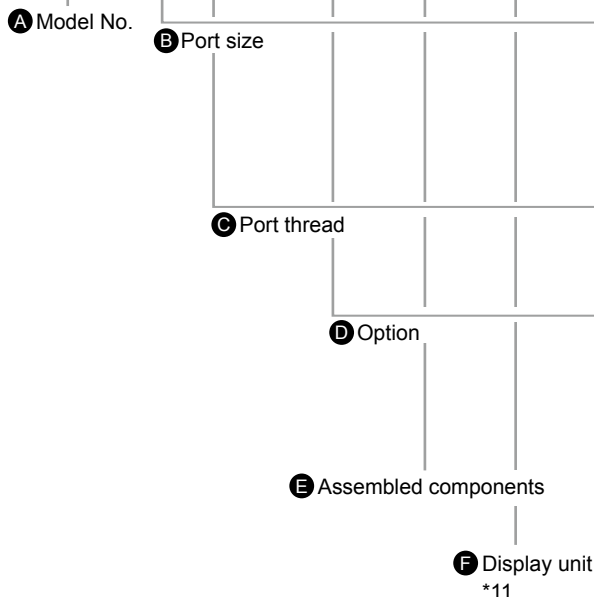 A Model No.
B Port size
C Port thread
D Option
E Assembled components
F Display unit
*11